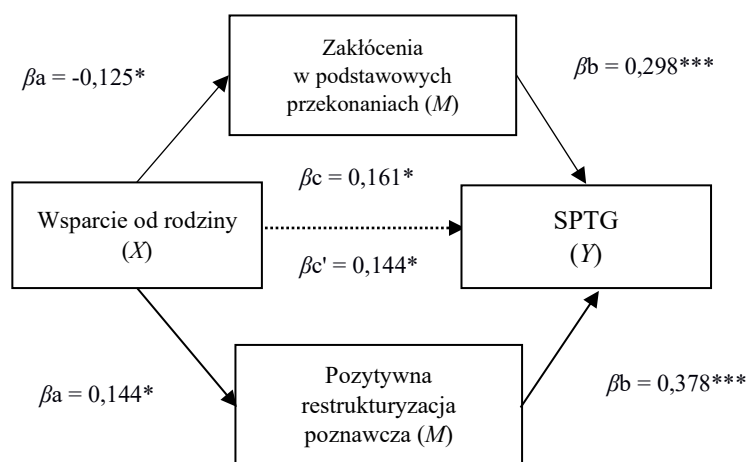 Zakłócenia
w podstawowych
przekonaniach (M)
βa = -0,125*
βb = 0,298***
βc = 0,161*
Wsparcie od rodziny
(X)
SPTG
(Y)
βc' = 0,144*
Pozytywna
restrukturyzacja
poznawcza (M)
βa = 0,144*
βb = 0,378***